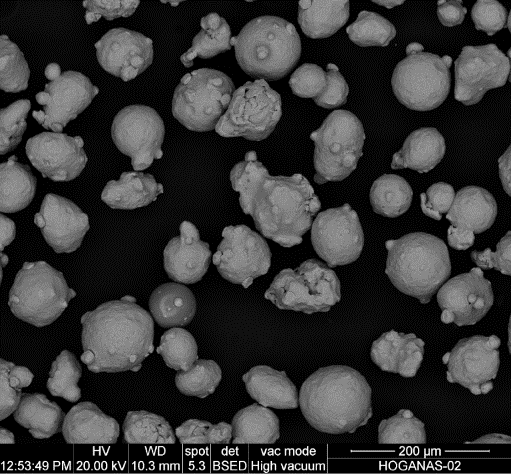 HV WD spot det vac mode 200 µm
12:53:49 PM 20.00 kV 10.3 mm 5.3 BSED High vacuum HOGANAS-02